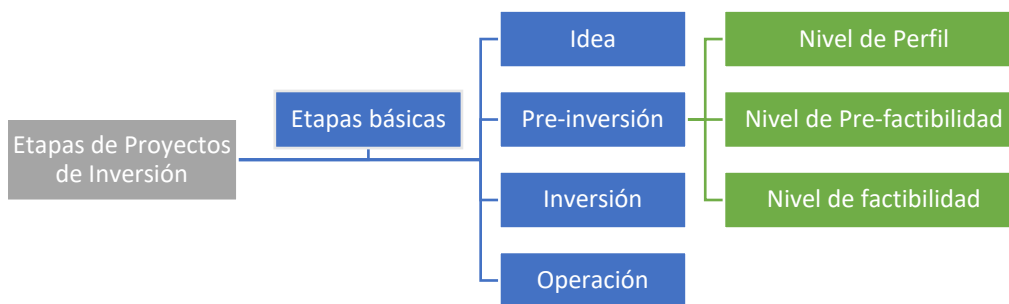 Etapas de Proyectos
de Inversión
Etapas básicas
Idea
Pre-inversión
Inversión
Operación
Nivel de Perfil
Nivel de Pre-factibilidad
Nivel de factibilidad